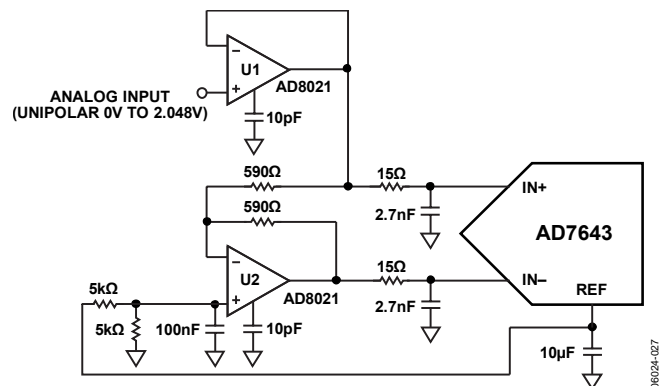 U1
AD8021
ANALOG INPUT
(UNIPOLAR 0V TO 2.048V)
10pF
590Ω
15Ω
IN+
590Ω
2.7nF
AD7643
U2
15Ω
IN–
AD8021
REF
5kΩ
2.7nF
5kΩ
100nF
10pF
10µF
06024-027